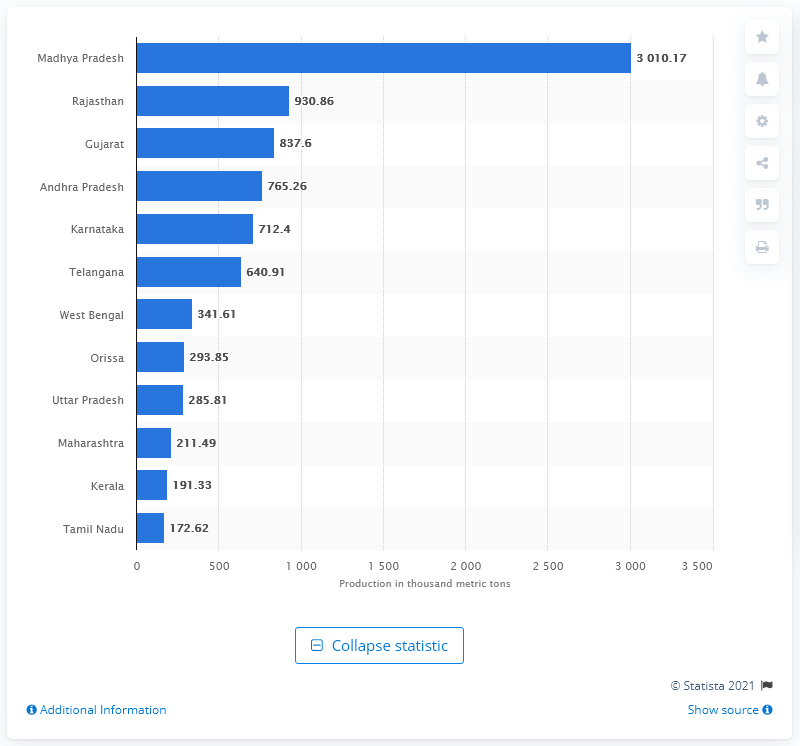 Madhya Pradesh 3 010.17
Rajasthan 930.86
Gujarat 837.6
Andhra Pradesh 765.26
Karnataka 712.4
Telangana 640.91
West Bengal 341.61
Orissa 293.85
Uttar Pradesh 285.81
Maharashtra 211.49
Kerala 191.33
Tamil Nadu 172.62
0 500 1 000 1 500 2 000 2 500 3 000 3 500
Production in thousand metric tons
Collapse statistic
© Statista 2021
Additional Information Show source